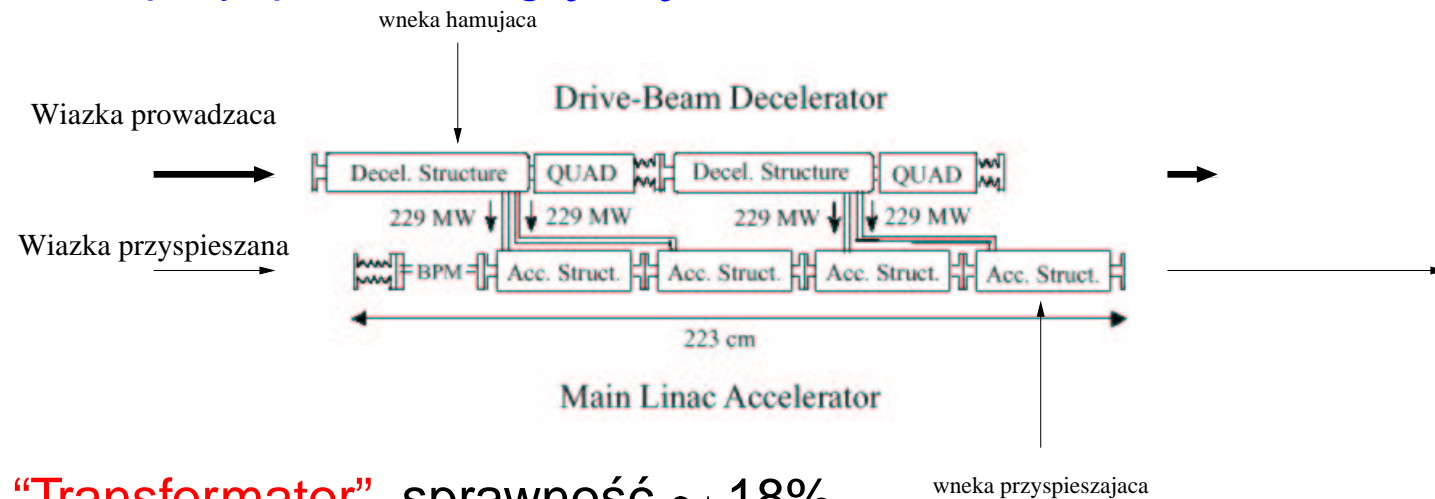 wneka hamujaca
Drive-Beam Decelerator
Wiazka prowadzaca
Decel. Structure QUAD Decel. Structure QUAD
229 MW 229 MW 229 MW 229 MW
Wiazka przyspieszana
BPM Acc. Struct. Acc. Struct. Acc. Struct. Acc. Struct.
223 cm
Main Linac Accelerator
“Transformator” sprawność 18%
wneka przyspieszajaca